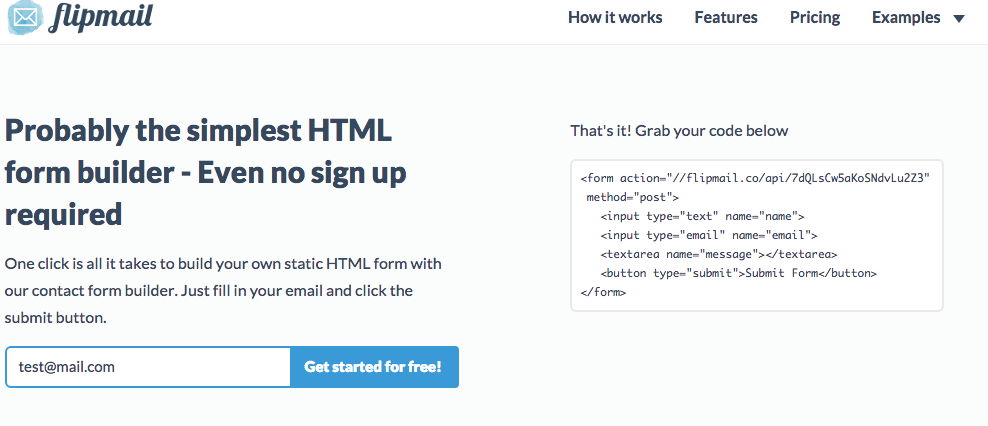 flipmail
How it works
Features
Pricing
Examples
Probably the simplest HTML
form builder - Even no sign up
required
One click is all it takes to build your own static HTML form with
our contact form builder. Just fill in your email and click the
submit button.
test@mail.com
Get started for free!
That's it! Grab your code below
<form action="//flipmail.co/api/7dQLsCw5aKoSNdvLu2Z3"
method="post">
<input type="text" name="name">
<input type="email" name="email">
<textarea name="message"></textarea>
<button type="submit">Submit Form</button>
</form>